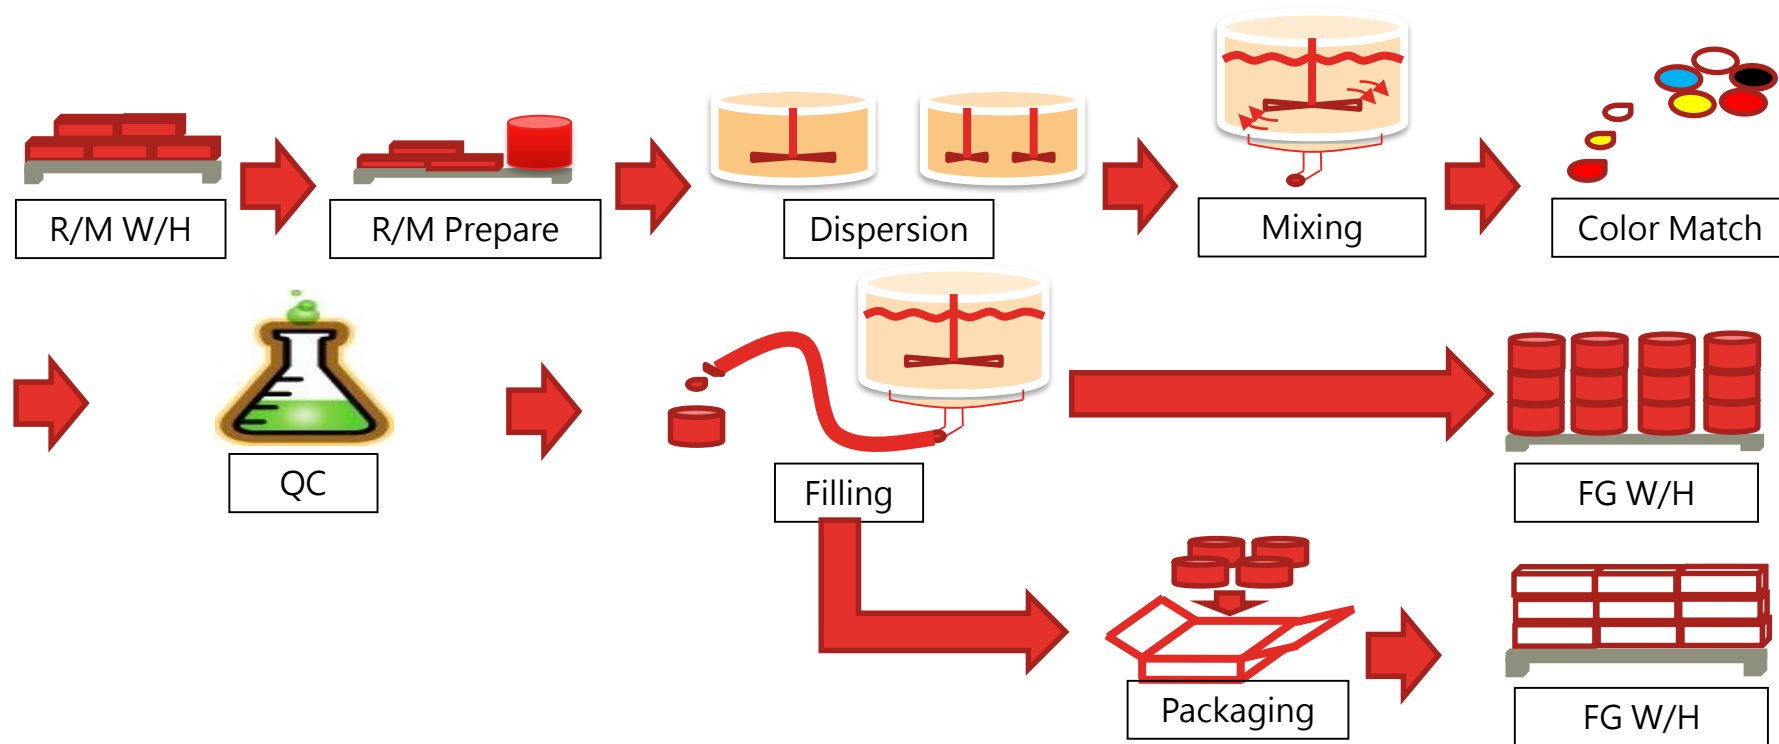 R/M W/H
R/M Prepare
Dispersion
Mixing
Color Match
QC
Filling
FG W/H
Packaging
FG W/H